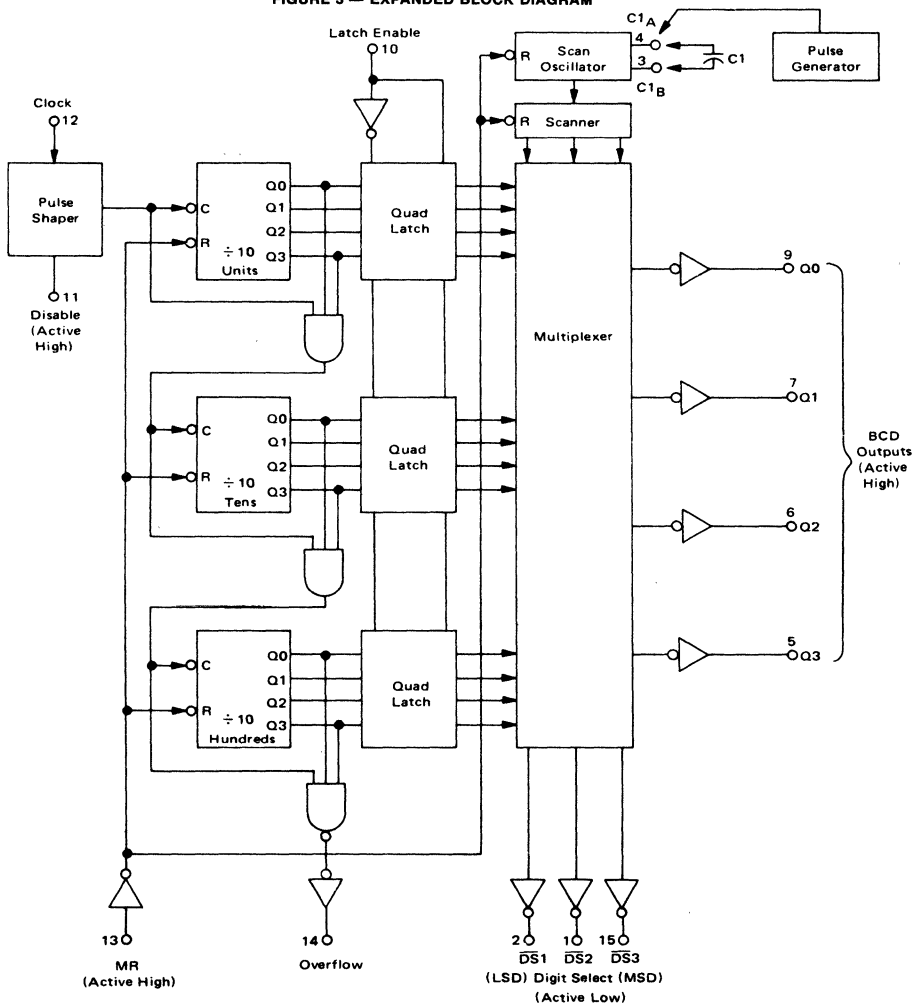 FIGURE 3 — EXPANDED BLOCK DIAGRAM
Latch Enable
10
C1A
4
3
C1
C1B
R
Scan
Oscillator
Pulse
Generator
R
Scanner
Clock
12
Pulse
Shaper
11
Disable
(Active
High)
C
R
÷10
Units
Q0
Q1
Q2
Q3
Quad
Latch
Multiplexer
9
Q0
7
Q1
6
Q2
5
Q3
BCD
Outputs
(Active
High)
C
R
÷10
Tens
Q0
Q1
Q2
Q3
Quad
Latch
C
R
÷10
Hundreds
Q0
Q1
Q2
Q3
Quad
Latch
13
MR
(Active High)
14
Overflow
2 1 15
D̅S̅1 D̅S̅2 D̅S̅3
(LSD) Digit Select (MSD)
(Active Low)